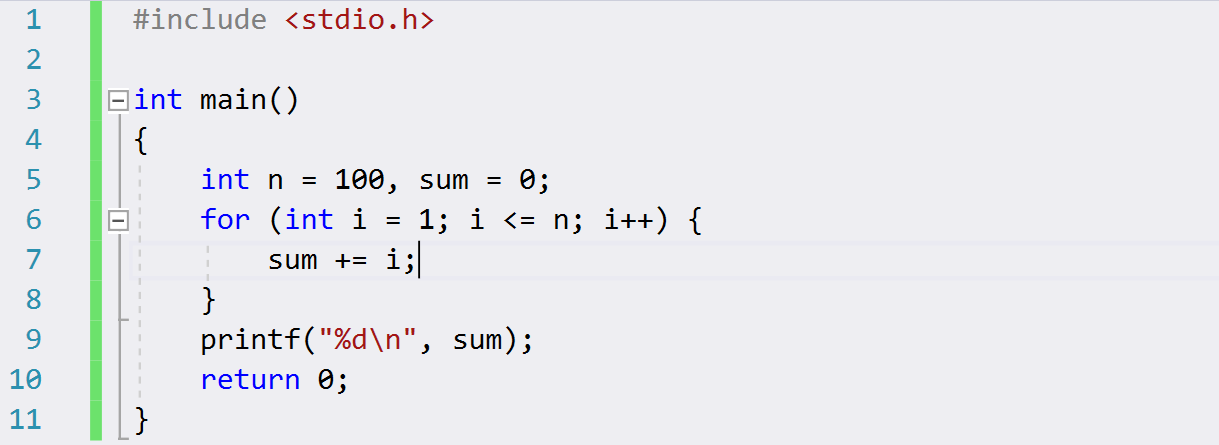 1 #include <stdio.h>
2
3 int main()
4 {
5     int n = 100, sum = 0;
6     for (int i = 1; i <= n; i++) {
7         sum += i;
8     }
9     printf("%d\n", sum);
10     return 0;
11 }